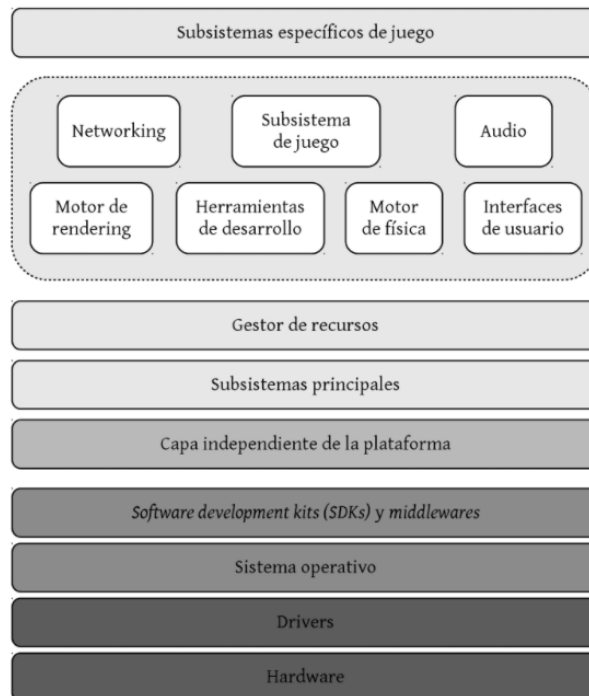 Subsistemas específicos de juego
Networking
Subsistema
de juego
Audio
Motor de
rendering
Herramientas
de desarrollo
Motor
de física
Interfaces
de usuario
Gestor de recursos
Subsistemas principales
Capa independiente de la plataforma
Software development kits (SDKs) y middlewares
Sistema operativo
Drivers
Hardware